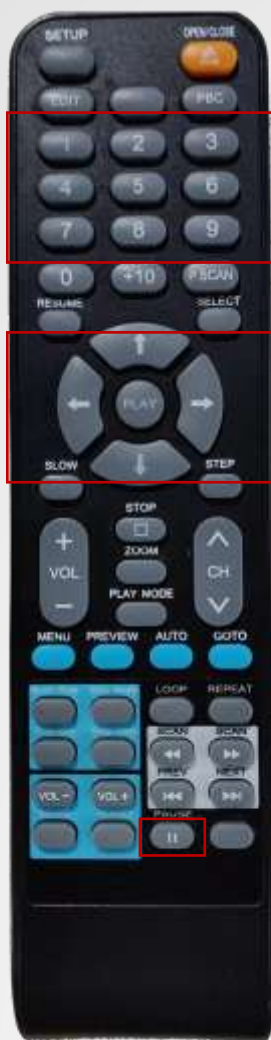 SETUP OPEN/CLOSE
EDIT PBC
1 2 3
4 5 6
7 8 9
0 +10 P.SCAN
RESUME SELECT
PLAY
SLOW STEP
STOP
ZOOM
+ VOL − CH
PLAY MODE
MENU PREVIEW AUTO GOTO
LOOP REPEAT
SCAN SCAN
PREV NEXT
VOL− VOL+
PAUSE